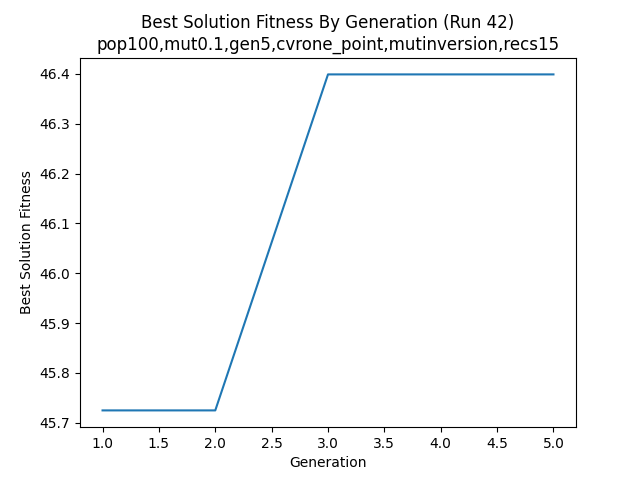 Best Solution Fitness By Generation (Run 42)
pop100,mut0.1,gen5,cvrone_point,mutinversion,recs15
46.4
46.3
46.2
46.1
46.0
45.9
45.8
45.7
Best Solution Fitness
1.0 1.5 2.0 2.5 3.0 3.5 4.0 4.5 5.0
Generation